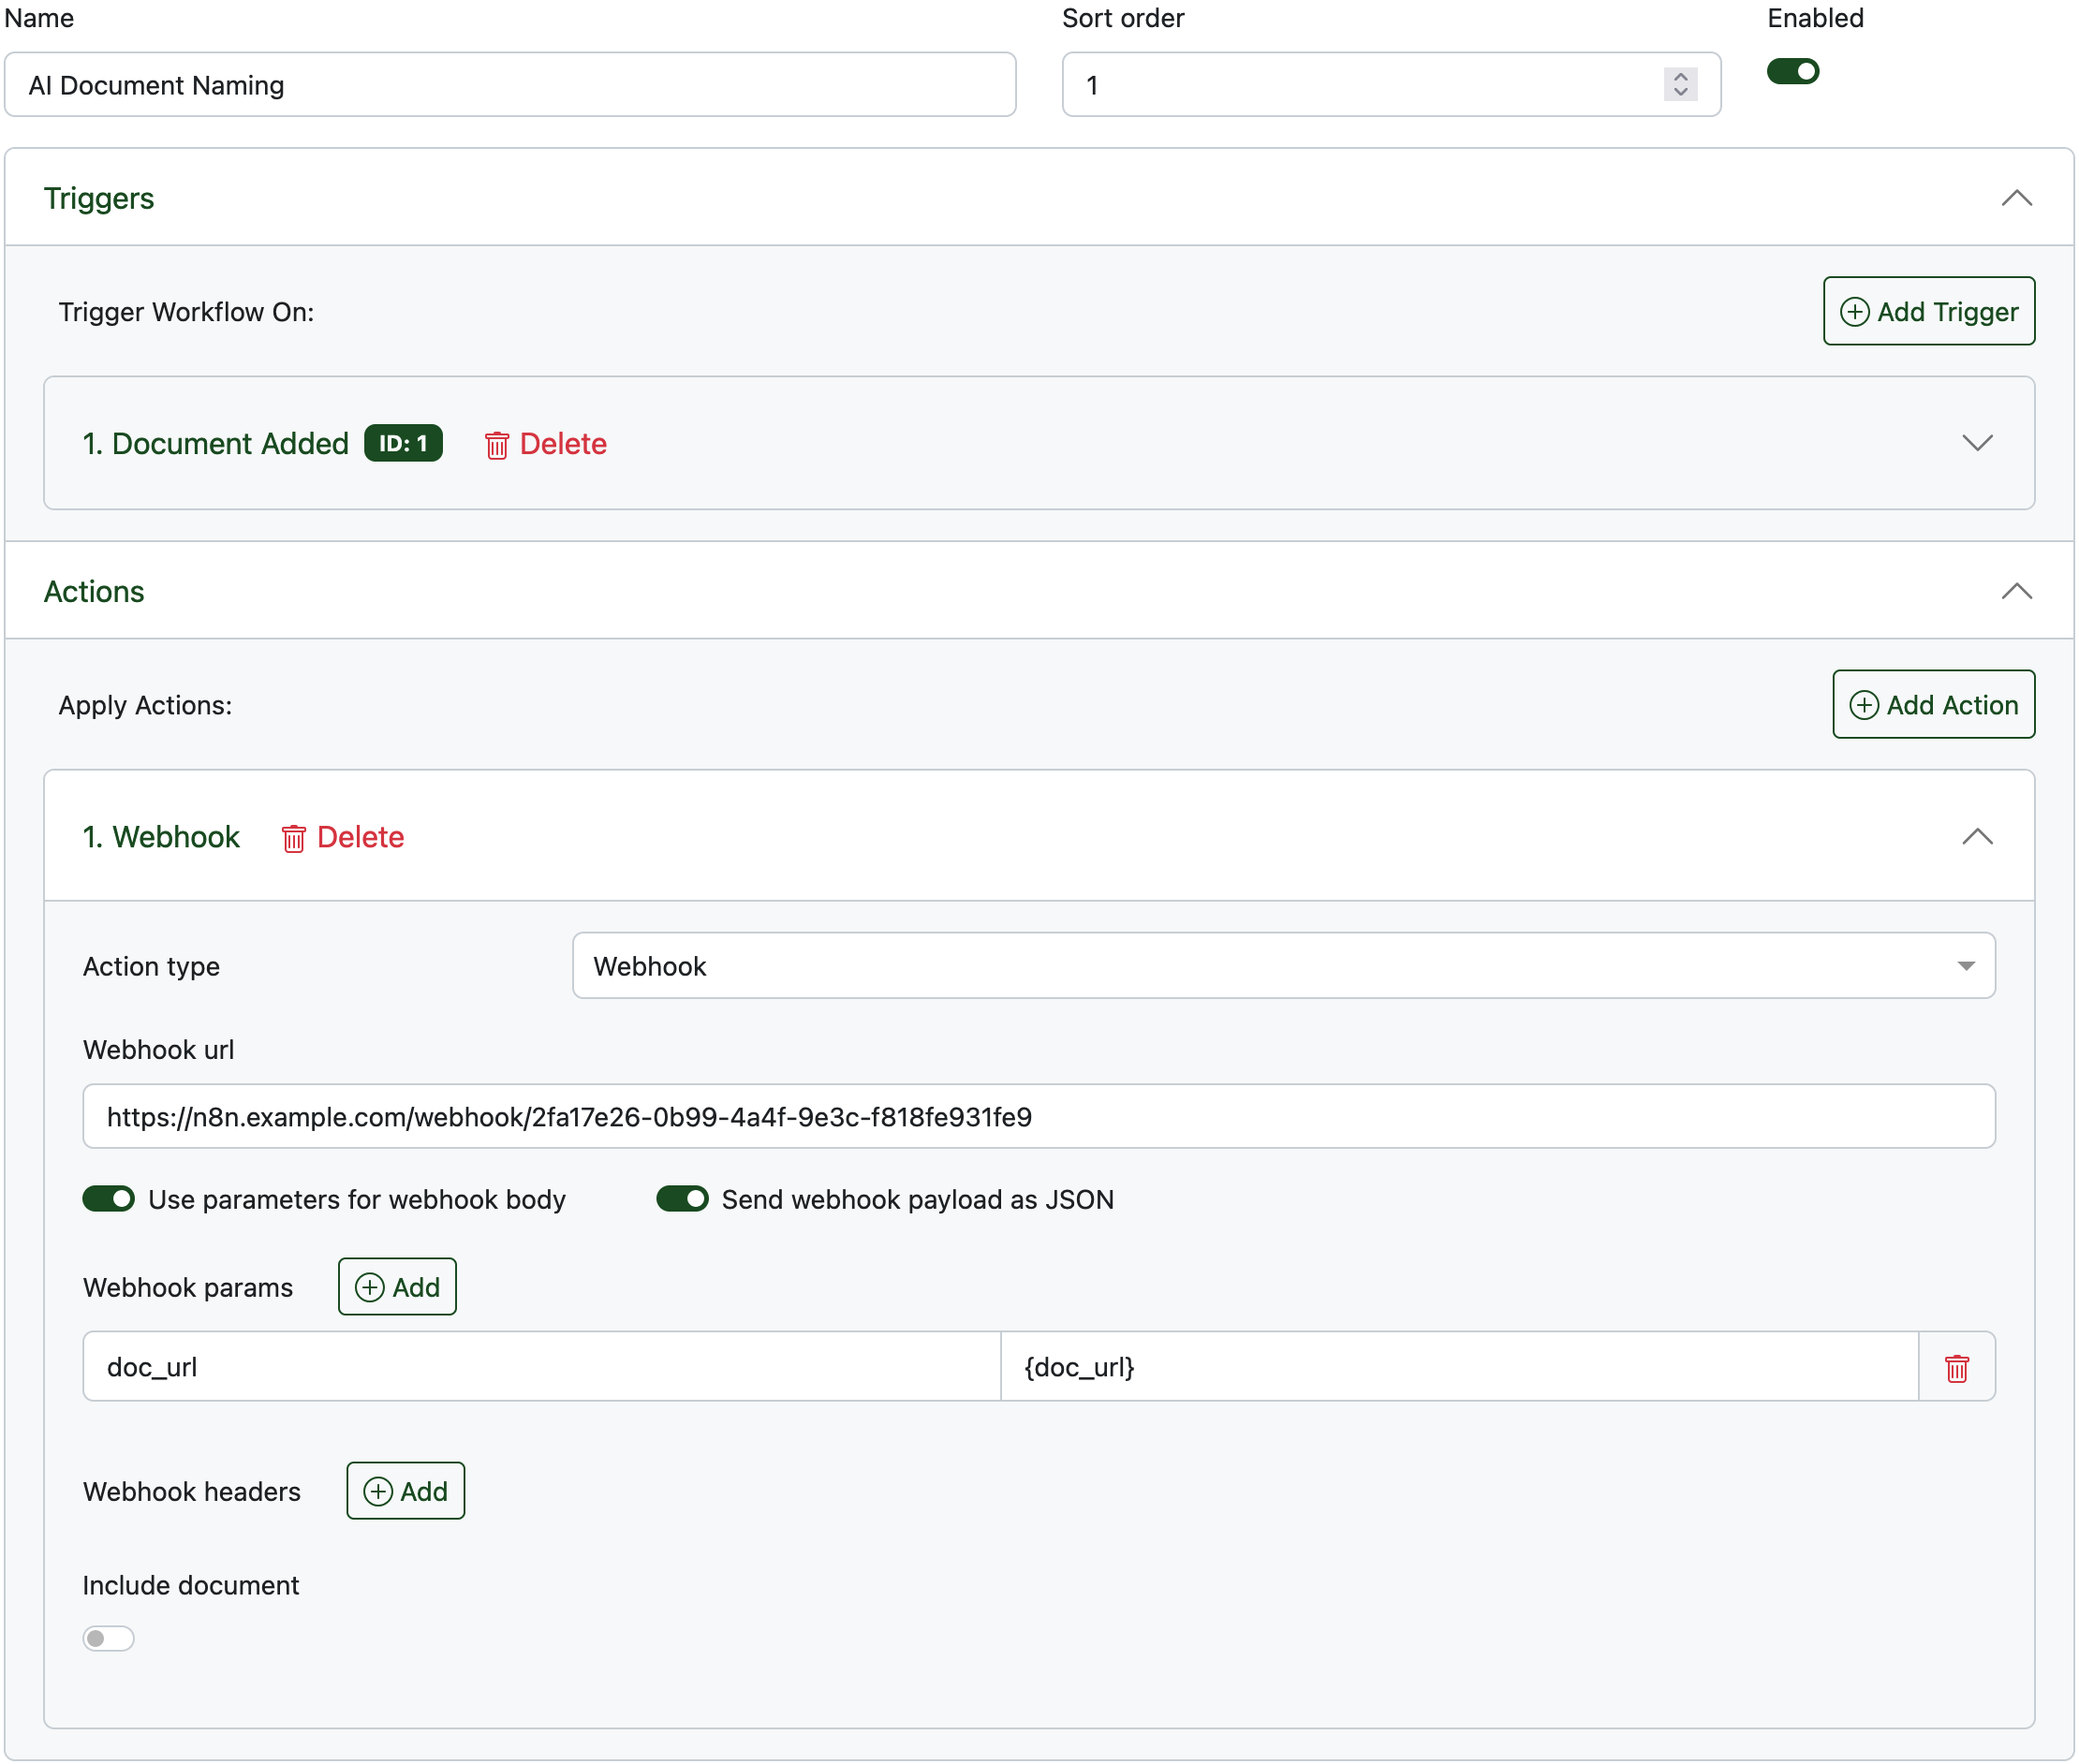 Name
Sort order
Enabled
AI Document Naming
1
Triggers
Trigger Workflow On:
Add Trigger
1. Document Added ID: 1 Delete
Actions
Apply Actions:
Add Action
1. Webhook Delete
Action type
Webhook
Webhook url
https://n8n.example.com/webhook/2fa17e26-0b99-4a4f-9e3c-f818fe931fe9
Use parameters for webhook body
Send webhook payload as JSON
Webhook params
Add
doc_url
{doc_url}
Webhook headers
Add
Include document